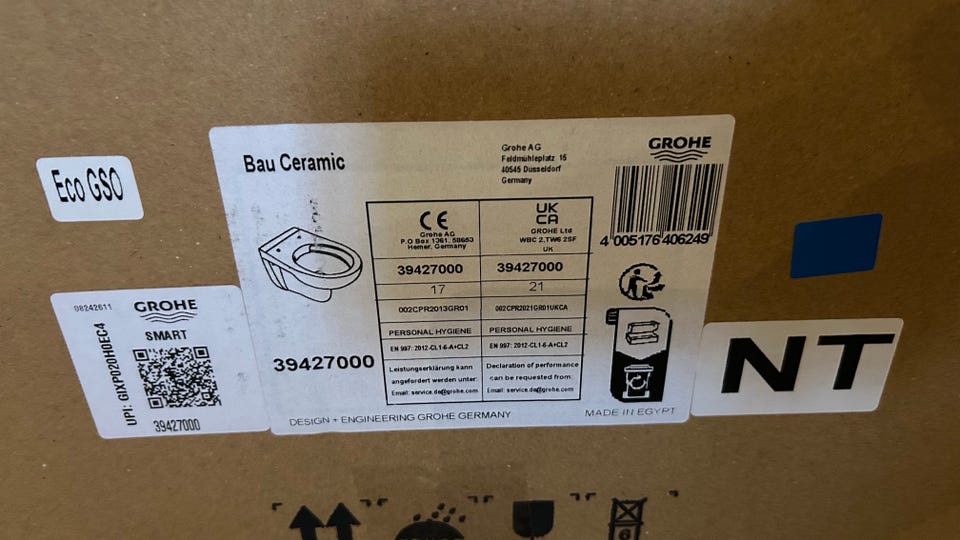 Eco GSO
Bau Ceramic
Grohe AG
Feldmühleplatz 15
40545 Dusseldorf
Germany
GROHE
4 005176 406249
CE
Grohe AG
P.O Box 1361, 58653
Hemer, Germany
39427000
17
002CPR2013GR01
PERSONAL HYGIENE
EN 997: 2012-CL1-6-A+CL2
Leistungserklärung kann
angefordert werden unter:
Email: service.de@grohe.com
UK
CA
GROHE Ltd
WBC 2,TW6 2SF
UK
39427000
21
002CPR2021GR01UKCA
PERSONAL HYGIENE
EN 997: 2012-CL1-6-A+CL2
Declaration of performance
can be requested from:
Email: service.de@grohe.com
39427000
DESIGN + ENGINEERING GROHE GERMANY
MADE IN EGYPT
08242611
GROHE
SMART
UPI: GIXP020H0EC4
39427000
NT
6